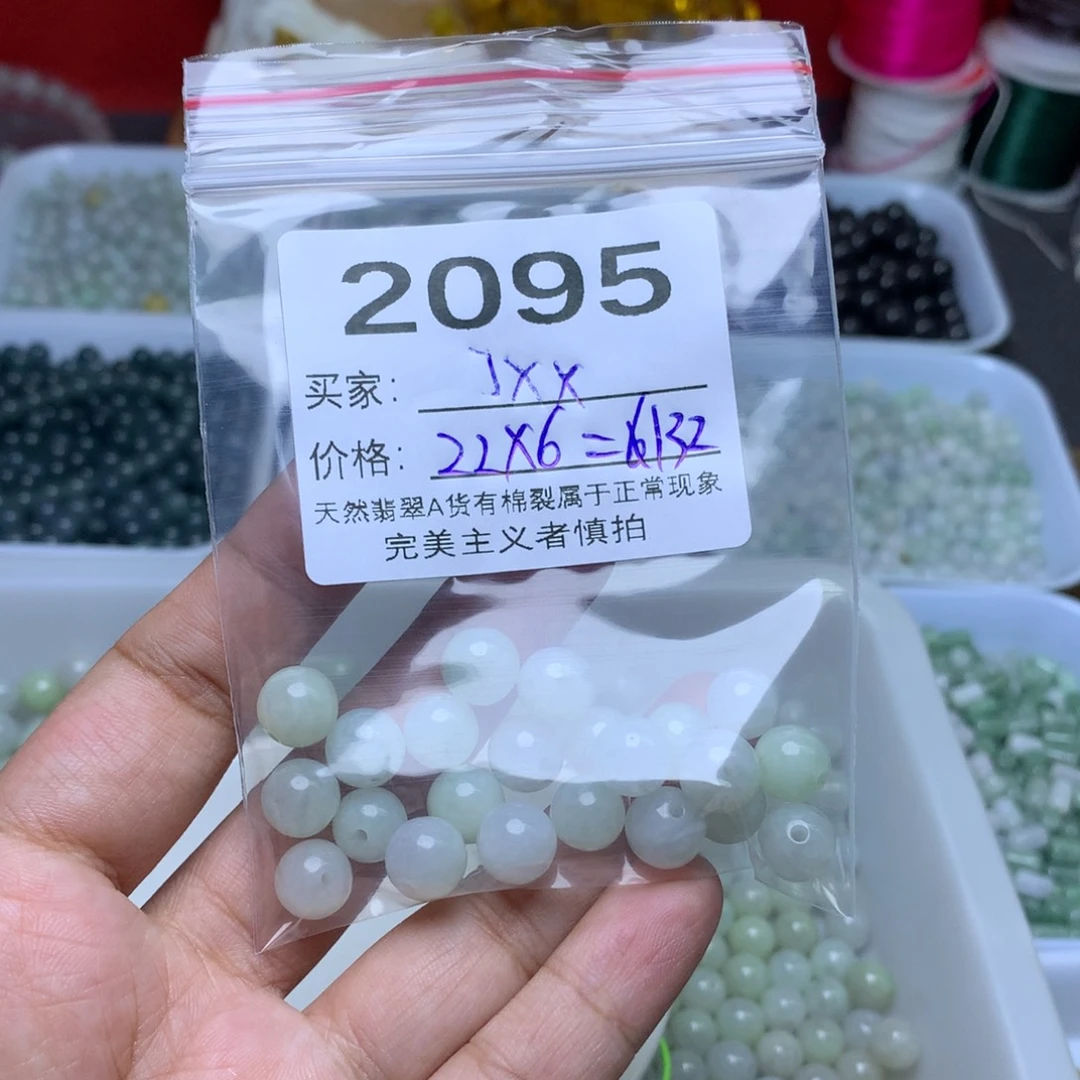 2095
买家: JXX
价格: 22X6=132
天然翡翠A货有棉裂属于正常现象
完美主义者慎拍